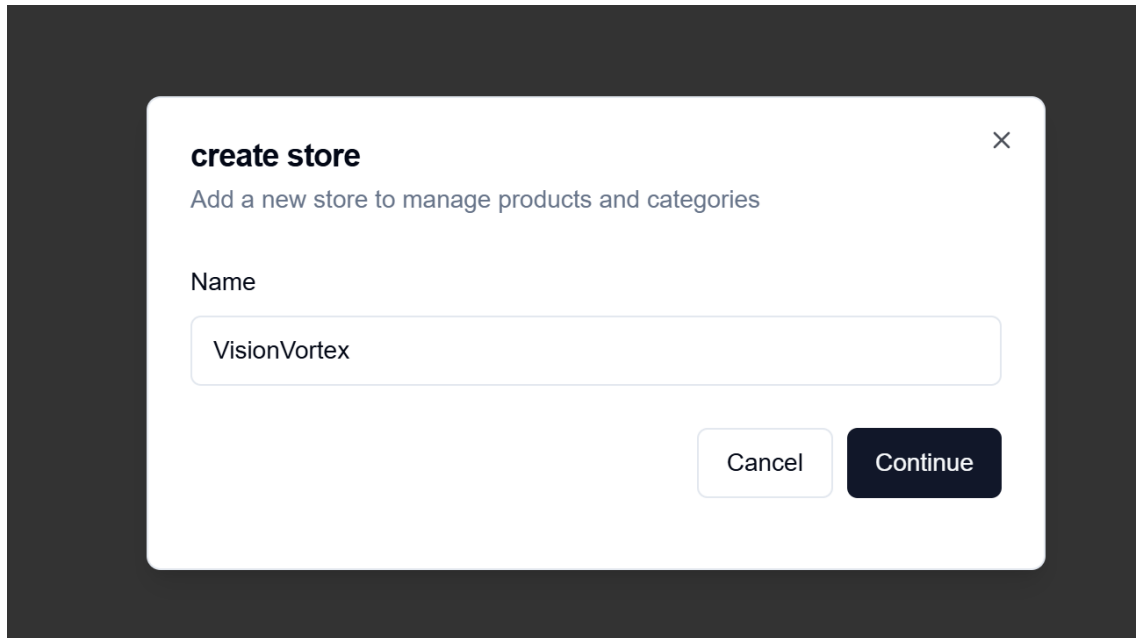 create store
Add a new store to manage products and categories
Name
VisionVortex
Cancel Continue